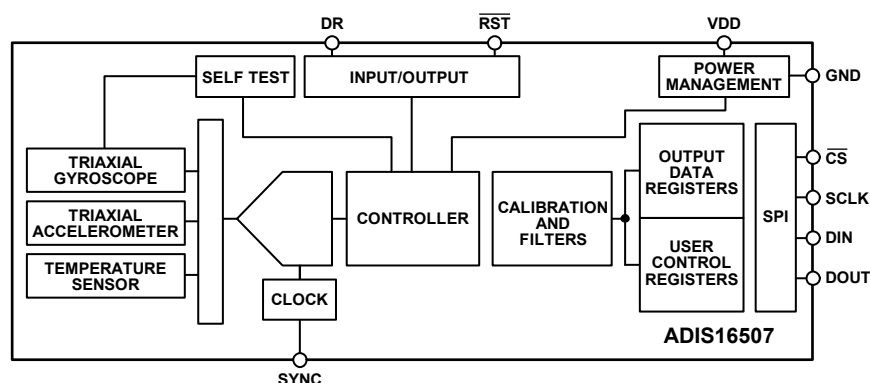 DR
RST
VDD
SELF TEST
INPUT/OUTPUT
POWER
MANAGEMENT
GND
TRIAXIAL
GYROSCOPE
TRIAXIAL
ACCELEROMETER
TEMPERATURE
SENSOR
CONTROLLER
CLOCK
CALIBRATION
AND
FILTERS
OUTPUT
DATA
REGISTERS
USER
CONTROL
REGISTERS
SPI
CS
SCLK
DIN
DOUT
ADIS16507
SYNC